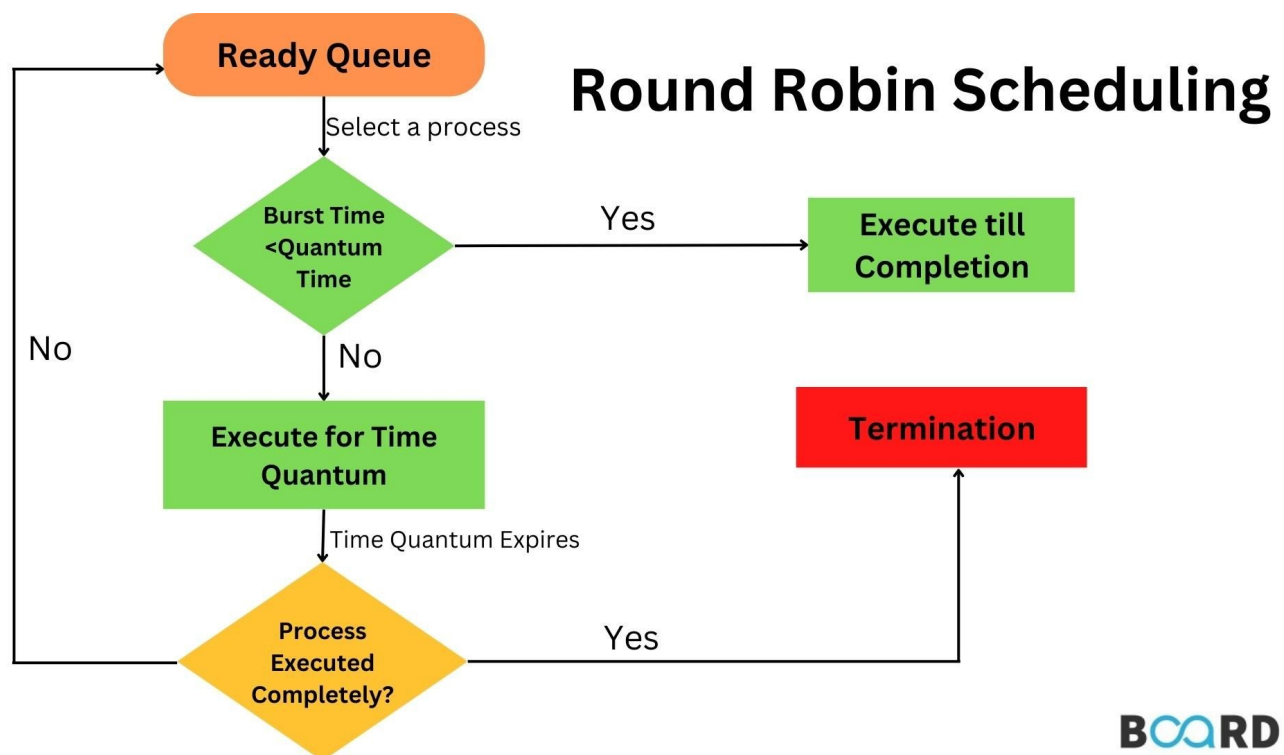 Ready Queue
Round Robin Scheduling
Select a process
Burst Time
<Quantum
Time
Yes
Execute till
Completion
No
No
Execute for Time
Quantum
Termination
Time Quantum Expires
Process
Executed
Completely?
Yes
BOARD